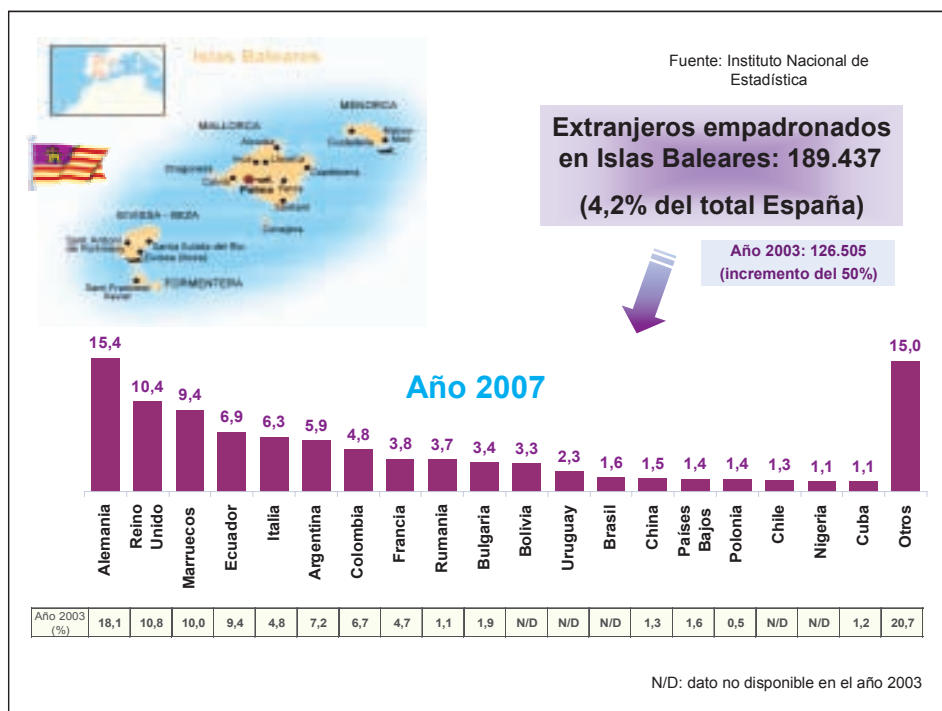 Islas Baleares
Fuente: Instituto Nacional de
Estadística
MENORCA
MALLORCA
Palma
EIVISSA - IBIZA
Santa Eulalia del Rio
FORMENTERA
Extranjeros empadronados
en Islas Baleares: 189.437
(4,2% del total España)
Año 2003: 126.505
(incremento del 50%)
Año 2007
15,4
10,4
9,4
6,9
6,3
5,9
4,8
3,8
3,7
3,4
3,3
2,3
1,6
1,5
1,4
1,4
1,3
1,1
1,1
15,0
Alemania
Reino
Unido
Marruecos
Ecuador
Italia
Argentina
Colombia
Francia
Rumania
Bulgaria
Bolivia
Uruguay
Brasil
China
Países
Bajos
Polonia
Chile
Nigeria
Cuba
Otros
Año 2003
(%)
18,1 10,8 10,0 9,4 4,8 7,2 6,7 4,7 1,1 1,9 N/D N/D N/D 1,3 1,6 0,5 N/D N/D 1,2 20,7
N/D: dato no disponible en el año 2003